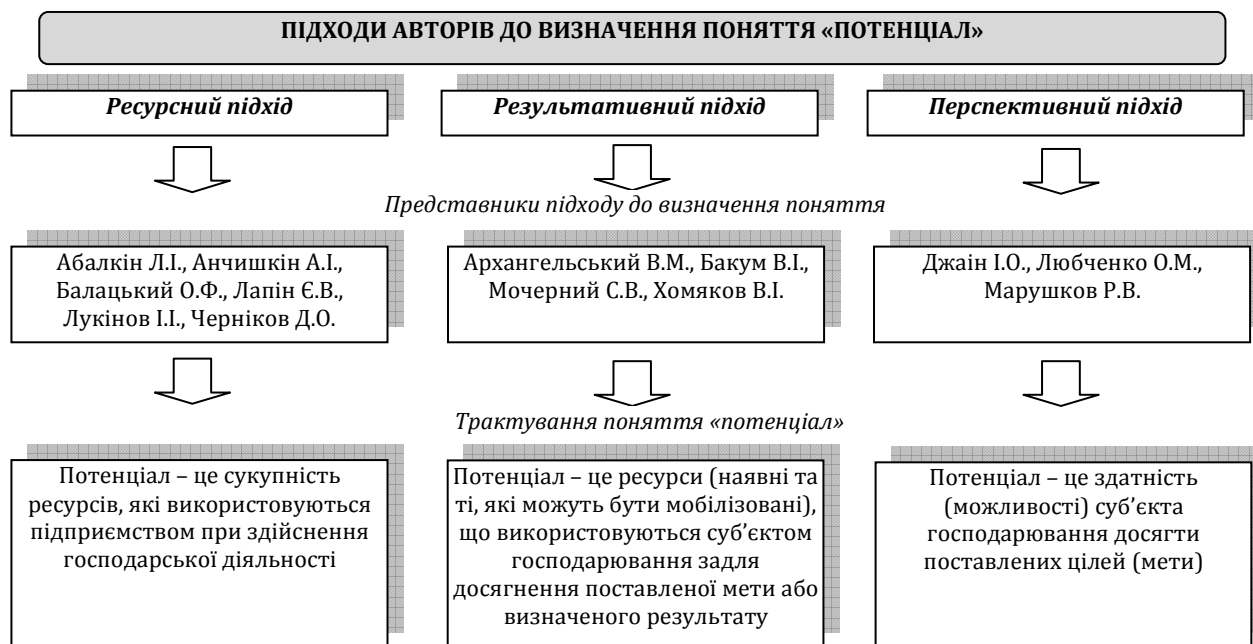 ПІДХОДИ АВТОРІВ ДО ВИЗНАЧЕННЯ ПОНЯТТЯ «ПОТЕНЦІАЛ»
Ресурсний підхід
Результативний підхід
Перспективний підхід
Представники підходу до визначення поняття
Абалкін Л.І., Анчишкін А.І.,
Балацький О.Ф., Лапін Є.В.,
Лукінов І.І., Черніков Д.О.
Архангельський В.М., Бакум В.І.,
Мочерний С.В., Хомяков В.І.
Джаін І.О., Любченко О.М.,
Марушков Р.В.
Трактування поняття «потенціал»
Потенціал – це сукупність
ресурсів, які використовуються
підприємством при здійснення
господарської діяльності
Потенціал – це ресурси (наявні та
ті, які можуть бути мобілізовані),
що використовуються суб’єктом
господарювання задля
досягнення поставленої мети або
визначеного результату
Потенціал – це здатність
(можливості) суб’єкта
господарювання досягти
поставлених цілей (мети)